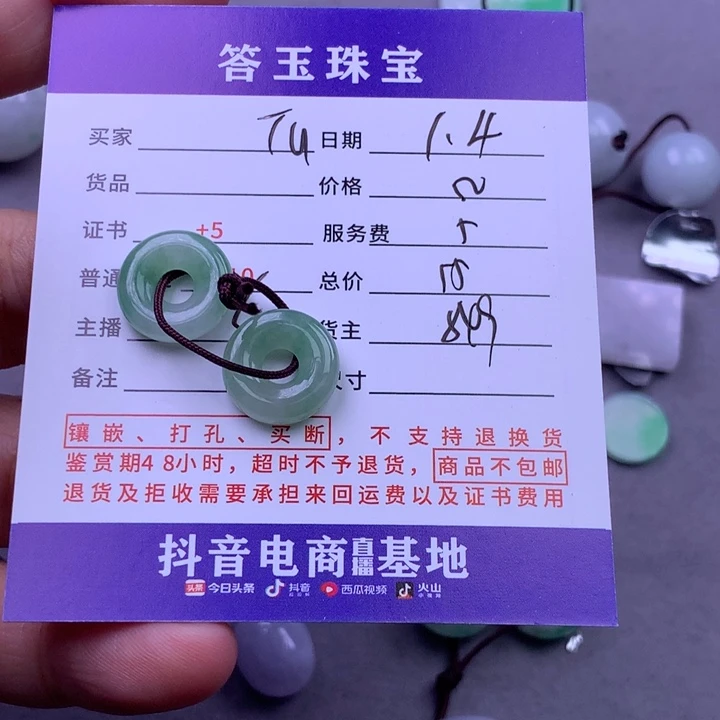 答玉珠宝
买家 Tu 日期 1.4
货品 价格
证书 +5 服务费
普通 10 总价
主播 货主
备注 尺寸
镶嵌、打孔、买断，不支持退换货
鉴赏期48小时，超时不予退货，商品不包邮
退货及拒收需要承担来回运费以及证书费用
抖音电商直播基地
头条 今日头条 抖音 西瓜视频 火山